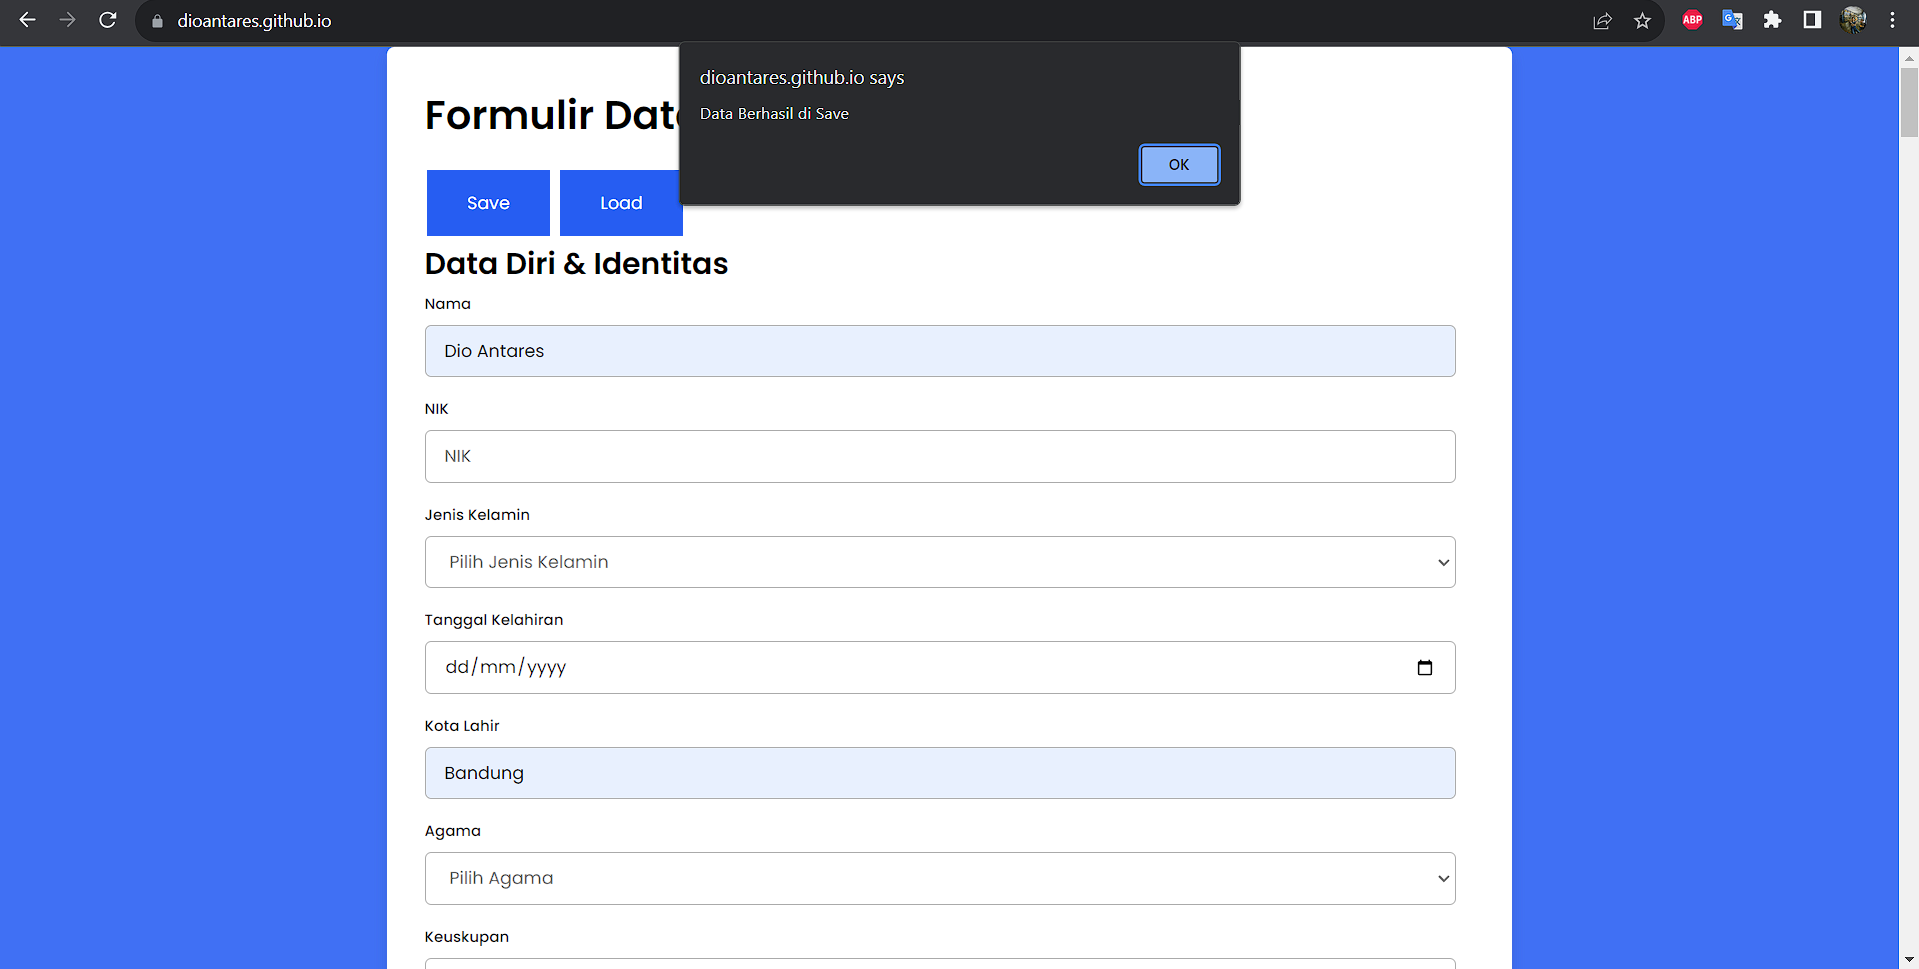 dioantares.github.io
ABP
dioantares.github.io says
Data Berhasil di Save
OK
Formulir Data
Save
Load
Data Diri & Identitas
Nama
Dio Antares
NIK
NIK
Jenis Kelamin
Pilih Jenis Kelamin
Tanggal Kelahiran
dd/mm/yyyy
Kota Lahir
Bandung
Agama
Pilih Agama
Keuskupan